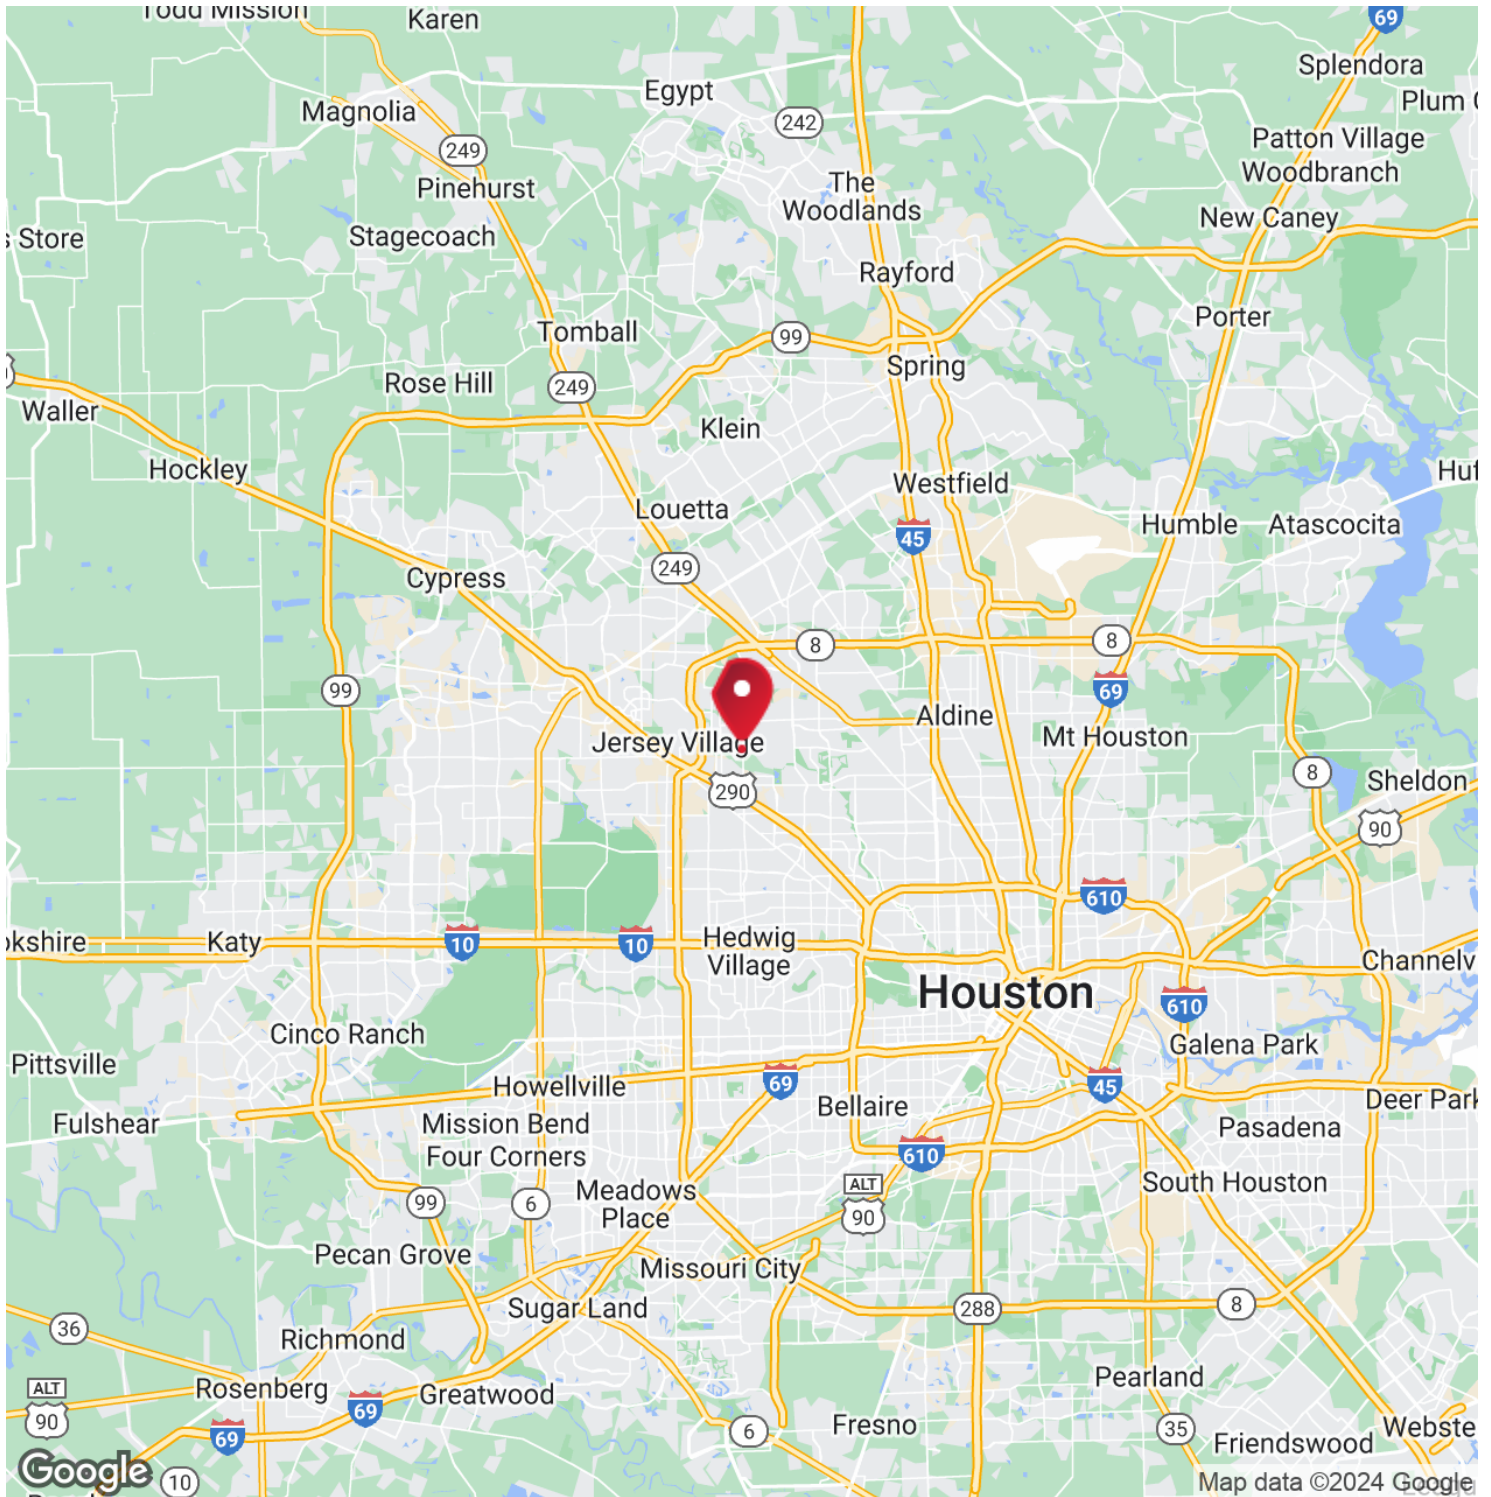 Todd Mission
Karen
69
Splendora
Egypt
Plum
Magnolia
242
Patton Village
249
Woodbranch
Pinehurst
The
Woodlands
New Caney
Stagecoach
Store
Rayford
Porter
Tomball
99
Spring
Rose Hill
249
Waller
Klein
Hockley
Westfield
Louetta
Humble
Atascocita
45
249
Cypress
8
8
99
69
Aldine
Mt Houston
Jersey Village
8
Sheldon
290
90
610
Katy
10
10
Hedwig
Village
Houston
610
Cinco Ranch
Galena Park
Pittsville
Howellville
69
45
Bellaire
Deer Park
Fulshear
Mission Bend
Pasadena
Four Corners
610
South Houston
Meadows
Place
ALT
90
99
6
Pecan Grove
Missouri City
Sugar Land
288
8
36
Richmond
Pearland
ALT
90
Rosenberg
Greatwood
69
69
6
Fresno
35
Webste
Friendswood
Google
10
Map data ©2024 Google